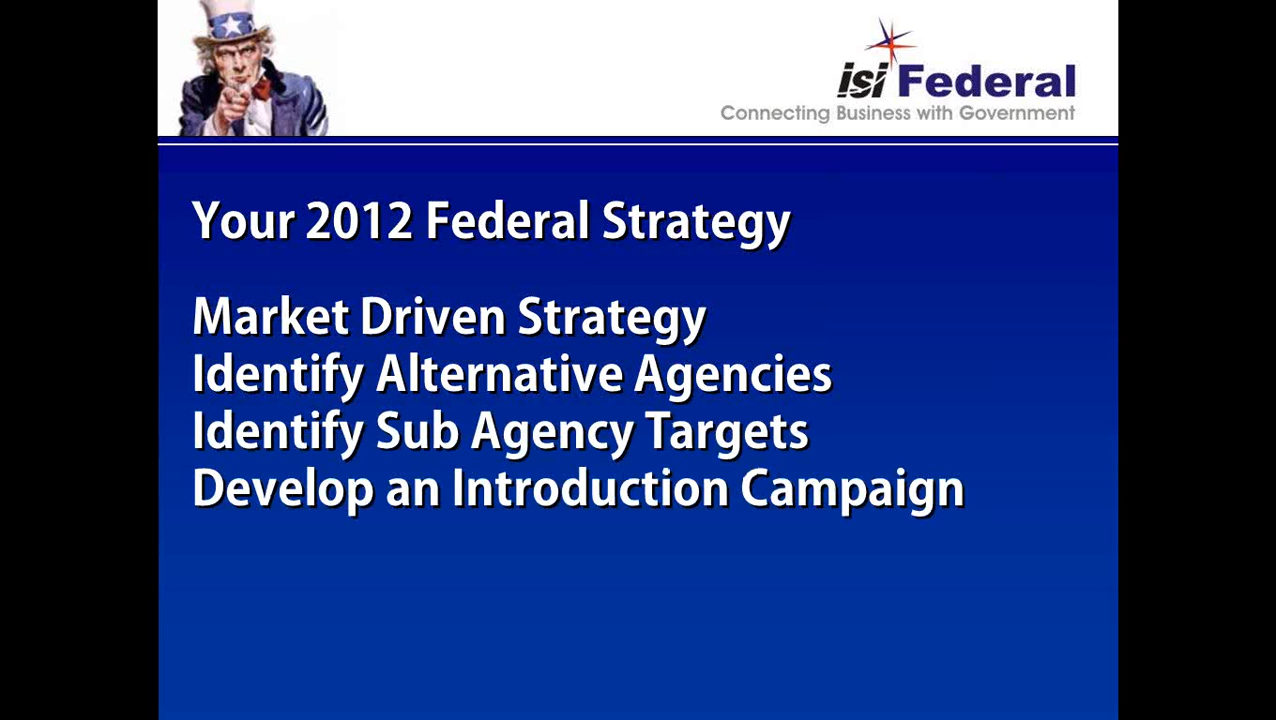 isi Federal
Connecting Business with Government
Your 2012 Federal Strategy
Market Driven Strategy
Identify Alternative Agencies
Identify Sub Agency Targets
Develop an Introduction Campaign